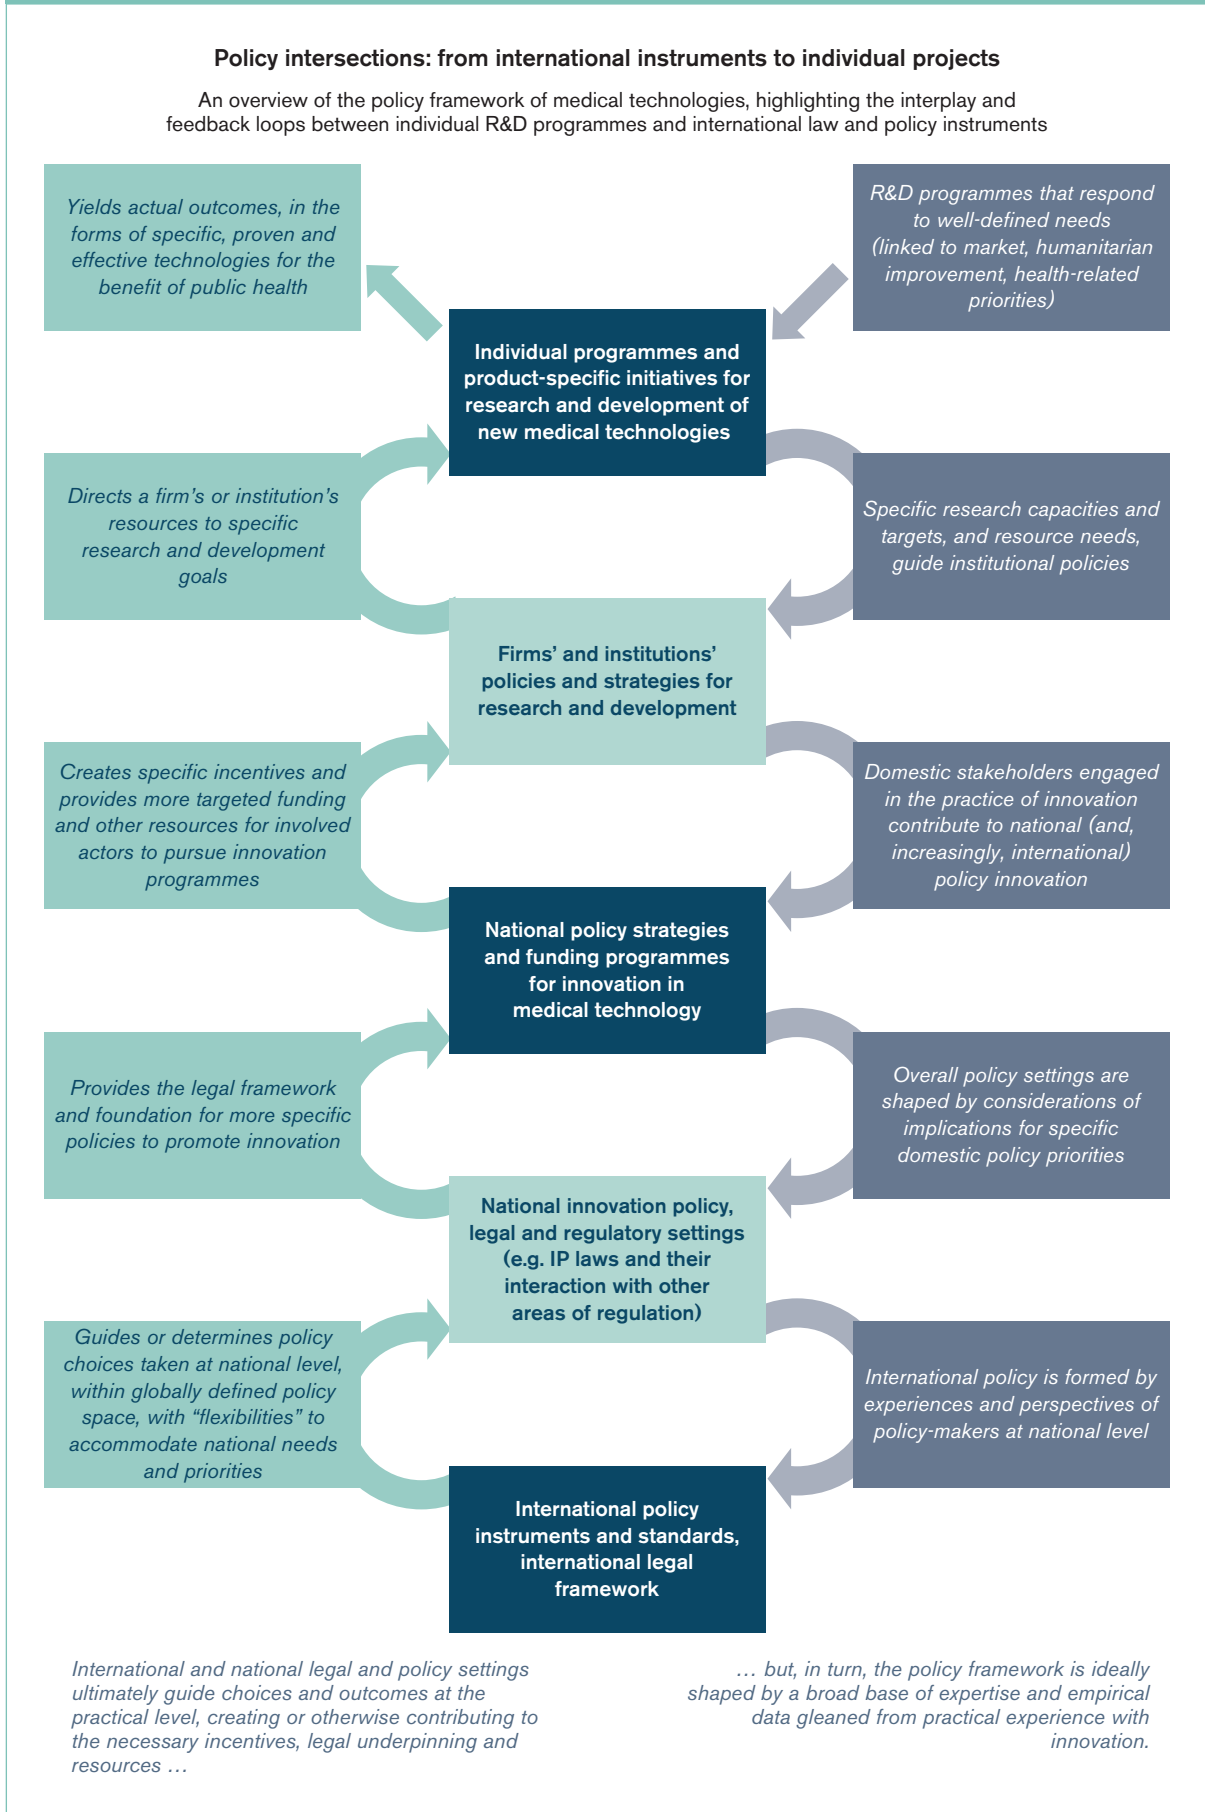 Policy intersections: from international instruments to individual projects
An overview of the policy framework of medical technologies, highlighting the interplay and
feedback loops between individual R&D programmes and international law and policy instruments
Yields actual outcomes, in the
forms of specific, proven and
effective technologies for the
benefit of public health
R&D programmes that respond
to well-defined needs
(linked to market, humanitarian
improvement, health-related
priorities)
Individual programmes and
product-specific initiatives for
research and development of
new medical technologies
Directs a firm's or institution's
resources to specific
research and development
goals
Specific research capacities and
targets, and resource needs,
guide institutional policies
Firms’ and institutions’
policies and strategies for
research and development
Creates specific incentives and
provides more targeted funding
and other resources for involved
actors to pursue innovation
programmes
Domestic stakeholders engaged
in the practice of innovation
contribute to national (and,
increasingly, international)
policy innovation
National policy strategies
and funding programmes
for innovation in
medical technology
Provides the legal framework
and foundation for more specific
policies to promote innovation
Overall policy settings are
shaped by considerations of
implications for specific
domestic policy priorities
National innovation policy,
legal and regulatory settings
(e.g. IP laws and their
interaction with other
areas of regulation)
Guides or determines policy
choices taken at national level,
within globally defined policy
space, with “flexibilities” to
accommodate national needs
and priorities
International policy is formed by
experiences and perspectives of
policy-makers at national level
International policy
instruments and standards,
international legal
framework
International and national legal and policy settings
ultimately guide choices and outcomes at the
practical level, creating or otherwise contributing to
the necessary incentives, legal underpinning and
resources …
… but, in turn, the policy framework is ideally
shaped by a broad base of expertise and empirical
data gleaned from practical experience with
innovation.